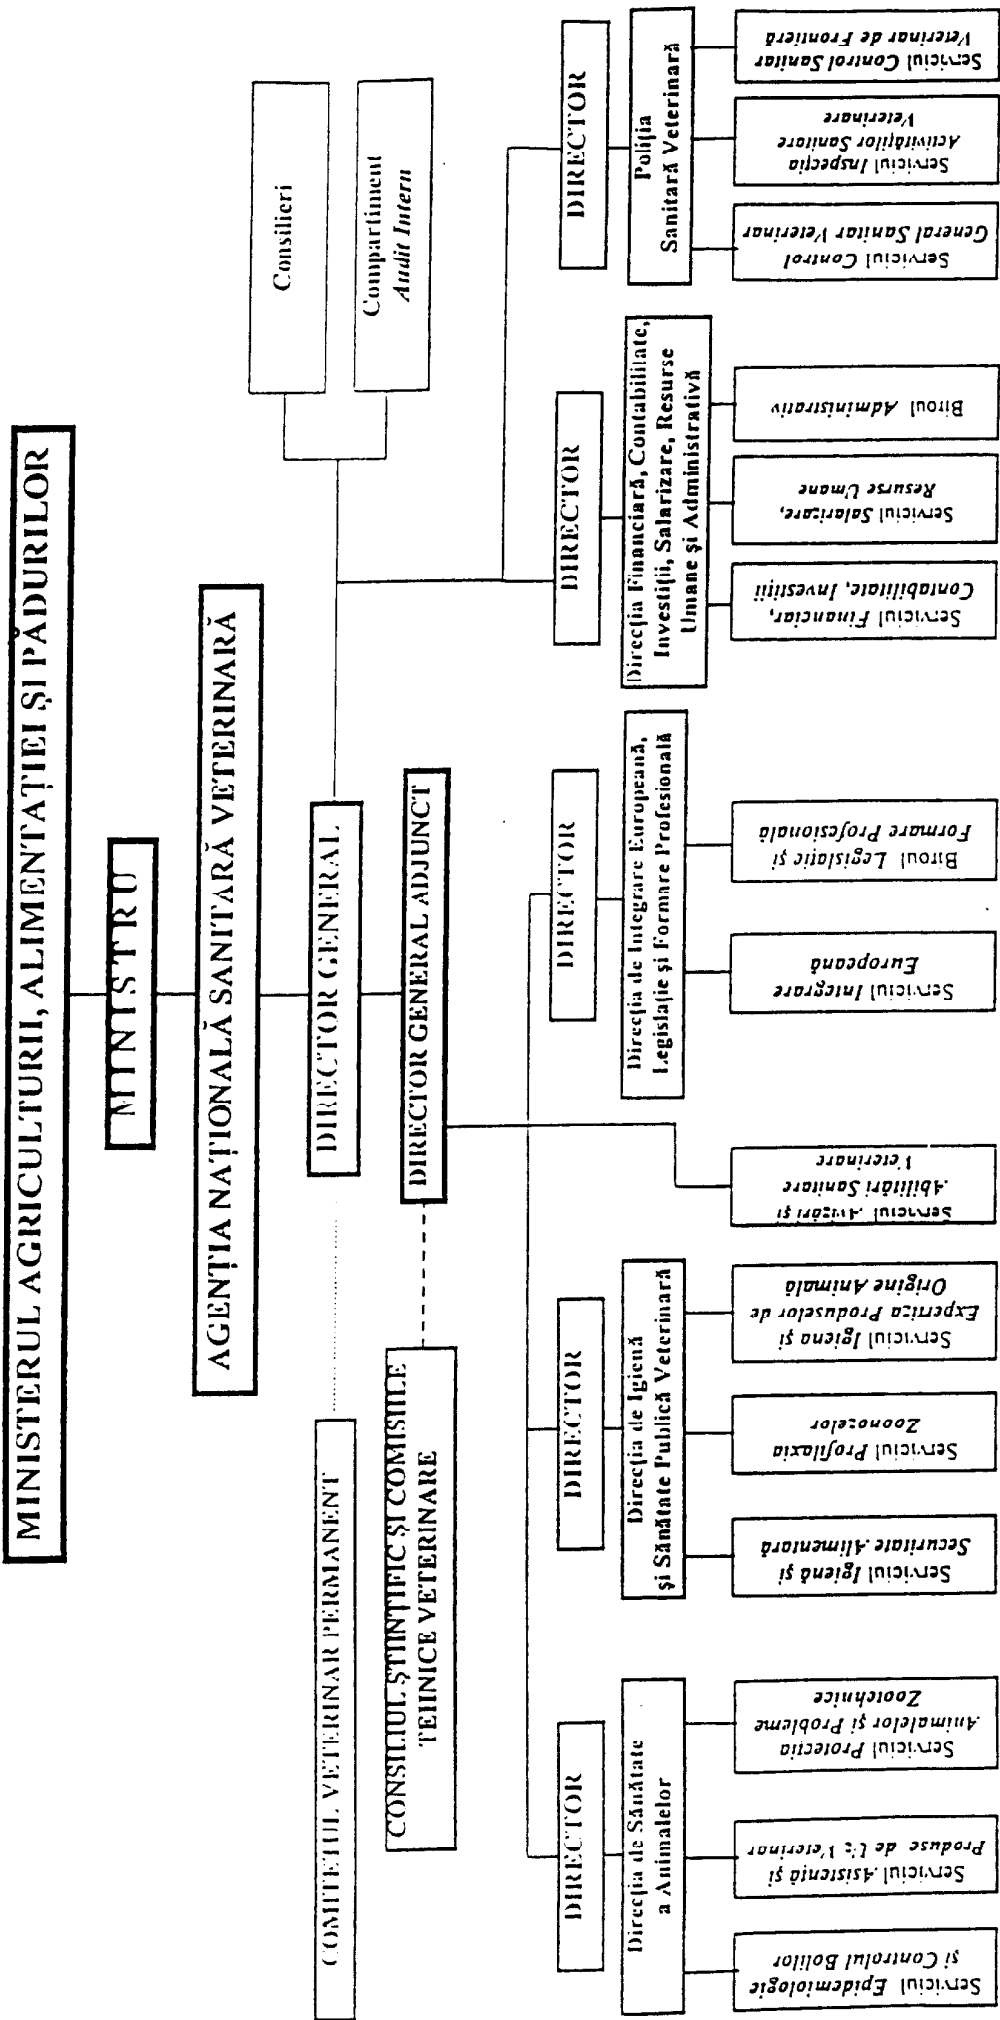 MINISTERUL AGRICULTURII, ALIMENTAȚIEI ȘI PĂDURILOR
MINISTRU
AGENȚIA NAȚIONALĂ SANITARĂ VETERINARĂ
DIRECTOR GENERAL
Consilieri
Compartiment
Audit Intern
COMITETUL VETERINAR PERMANENT
DIRECTOR GENERAL ADJUNCT
CONSILIUL ȘTIINȚIFIC ȘI COMISIILE
TEHNICE VETERINARE
DIRECTOR
DIRECTOR
DIRECTOR
DIRECTOR
DIRECTOR
Direcția de Sănătate
a Animalelor
Direcția de Igienă
și Sănătate Publică Veterinară
Direcția de Integrare Europeană,
Legislație și Formare Profesională
Direcția Financiară, Contabilitate,
Investiții, Salarizare, Resurse
Umane și Administrativă
Poliția
Sanitară Veterinară
Serviciul Epidemiologie
și Controlul Bolilor
Serviciul Asistență și
Produse de Uz Veterinar
Serviciul Protecția
Animalelor și Probleme
Zootehnice
Serviciul Igienă și
Securitate Alimentară
Serviciul Profilaxia
Zoonozelor
Serviciul Igiena și
Expertiza Produselor de
Origine Animală
Serviciul Avizări și
Abilitări Sanitare
Veterinare
Serviciul Integrare
Europeană
Biroul Legislație și
Formare Profesională
Serviciul Financiar,
Contabilitate, Investiții
Serviciul Salarizare,
Resurse Umane
Biroul Administrativ
Serviciul Control
General Sanitar Veterinar
Serviciul Inspecția
Activităților Sanitare
Veterinare
Serviciul Control Sanitar
Veterinar de Frontieră